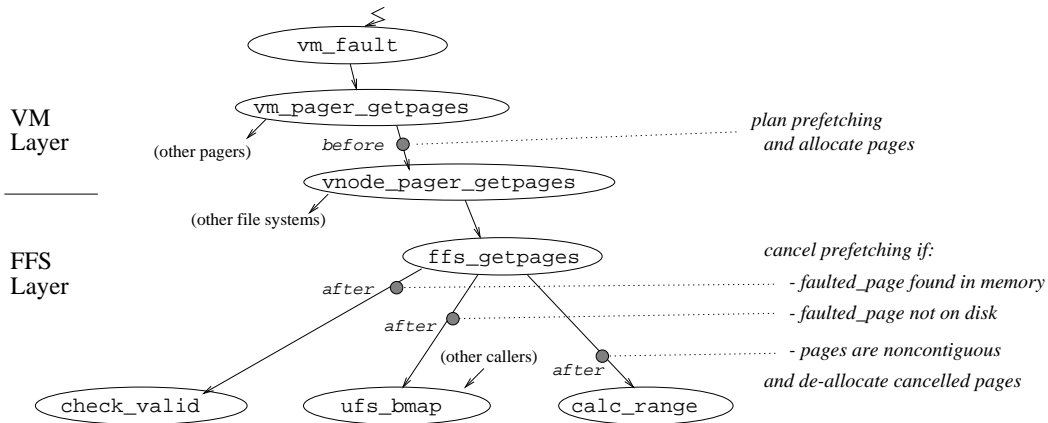 vm_fault
VM
Layer
vm_pager_getpages
(other pagers)
before
plan prefetching
and allocate pages
vnode_pager_getpages
(other file systems)
FFS
Layer
ffs_getpages
cancel prefetching if:
after
- faulted_page found in memory
after
- faulted_page not on disk
(other callers)
after
- pages are noncontiguous
and de-allocate cancelled pages
check_valid
ufs_bmap
calc_range